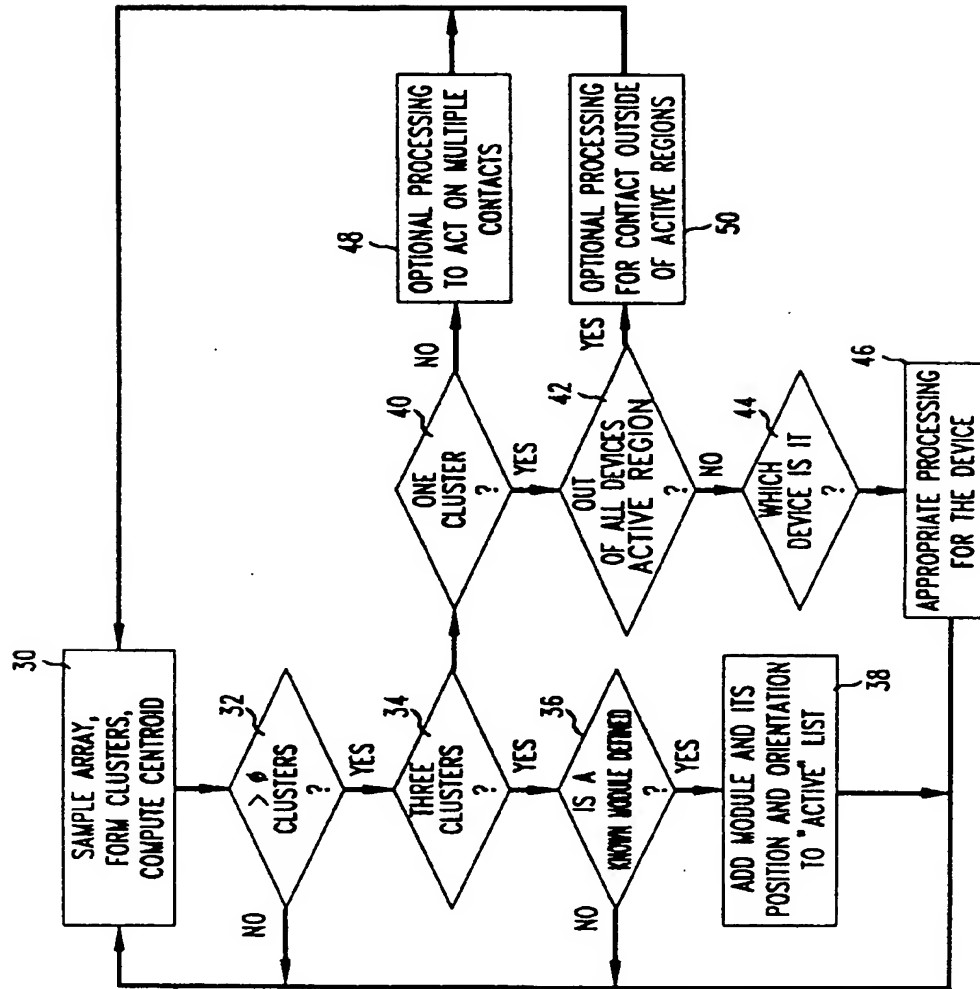 30
SAMPLE ARRAY,
FORM CLUSTERS,
COMPUTE CENTROID
32
> φ
CLUSTERS
?
NO
YES
34
THREE
CLUSTERS
?
YES
36
IS A
KNOWN MODULE DEFINED
?
NO
YES
ADD MODULE AND ITS
POSITION AND ORIENTATION
TO "ACTIVE" LIST
38
40
ONE
CLUSTER
?
NO
YES
48
OPTIONAL PROCESSING
TO ACT ON MULTIPLE
CONTACTS
42
OUT
OF ALL DEVICES
ACTIVE REGION
?
YES
NO
OPTIONAL PROCESSING
FOR CONTACT OUTSIDE
OF ACTIVE REGIONS
50
44
WHICH
DEVICE IS IT
?
46
APPROPRIATE PROCESSING
FOR THE DEVICE